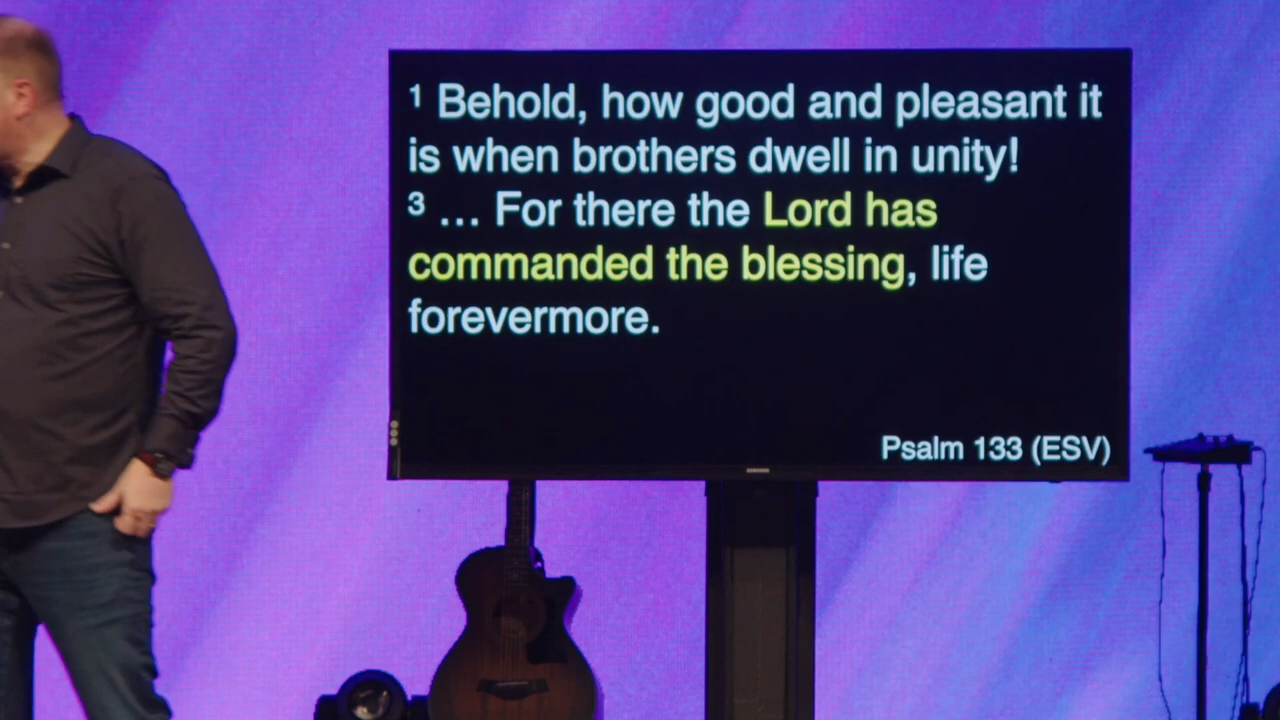 ¹ Behold, how good and pleasant it
is when brothers dwell in unity!
³ … For there the Lord has
commanded the blessing, life
forevermore.
Psalm 133 (ESV)